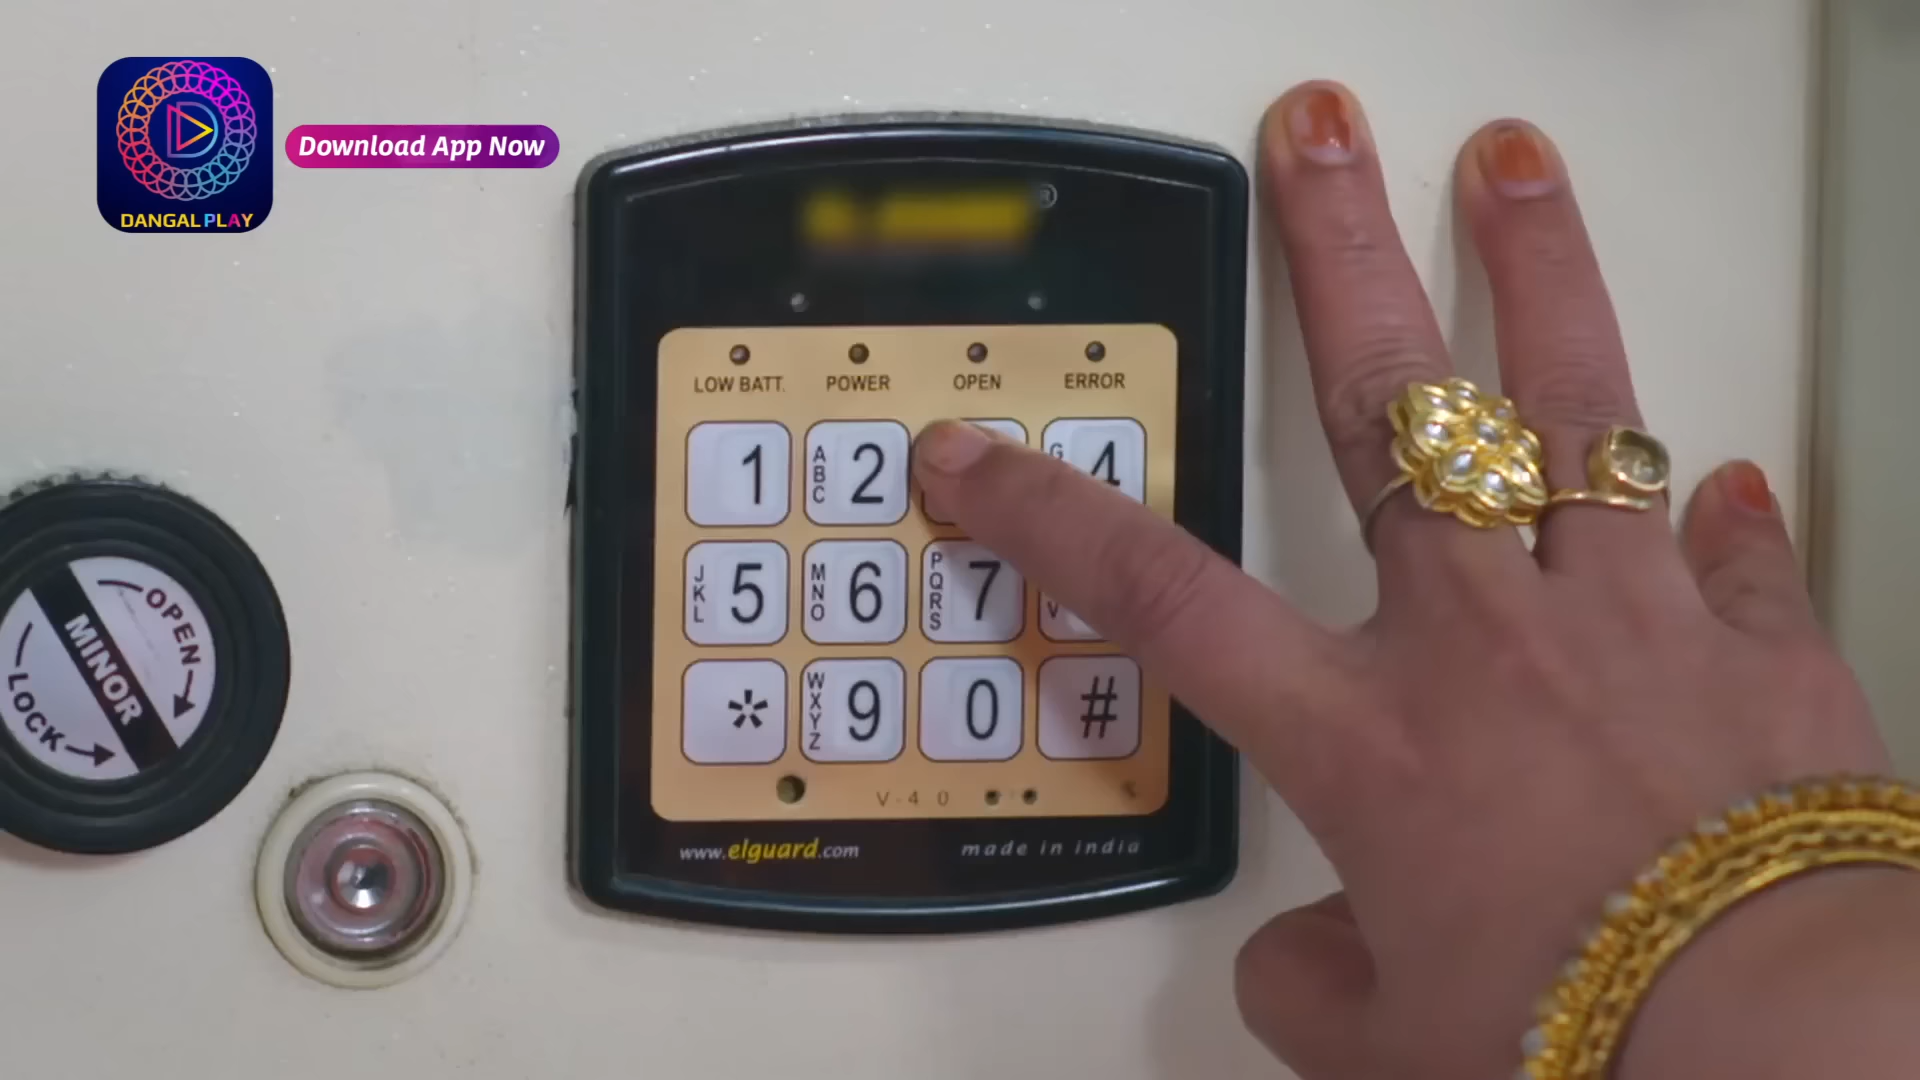 DANGAL PLAY
Download App Now
®
LOW BATT.
POWER
OPEN
ERROR
1
ABC 2
4
JKL 5
MNO 6
PQRS 7
*
WXYZ 9
0
#
V-4 0
www.elguard.com
made in india
OPEN
MINOR
LOCK